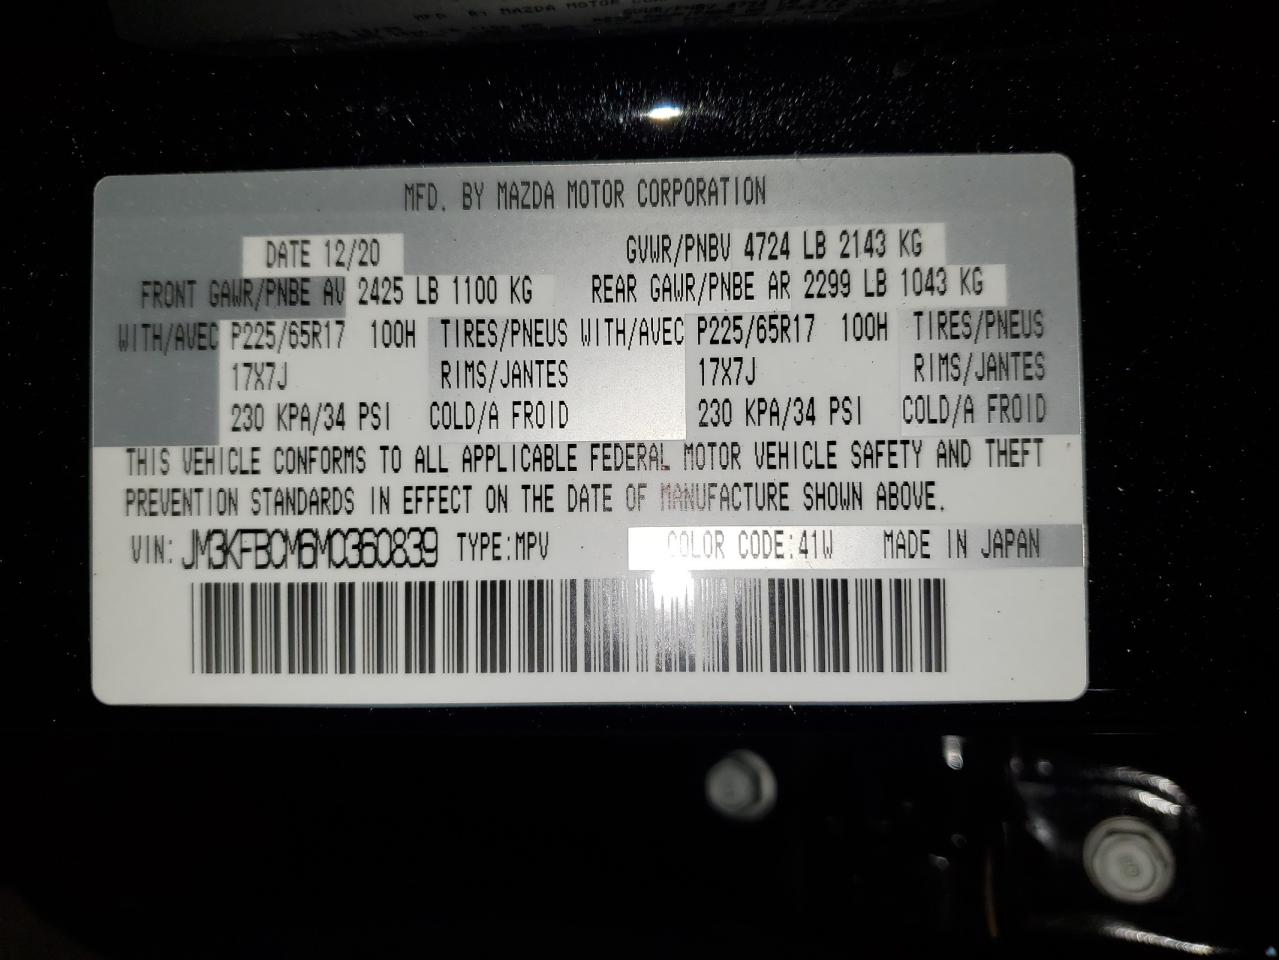 MFD. BY MAZDA MOTOR CORPORATION
DATE 12/20 GVWR/PNBV 4724 LB 2143 KG
FRONT GAWR/PNBE AV 2425 LB 1100 KG REAR GAWR/PNBE AR 2299 LB 1043 KG
WITH/AVEC P225/65R17 100H TIRES/PNEUS WITH/AVEC P225/65R17 100H TIRES/PNEUS
17X7J RIMS/JANTES 17X7J RIMS/JANTES
230 KPA/34 PSI COLD/A FROID 230 KPA/34 PSI COLD/A FROID
THIS VEHICLE CONFORMS TO ALL APPLICABLE FEDERAL MOTOR VEHICLE SAFETY AND THEFT
PREVENTION STANDARDS IN EFFECT ON THE DATE OF MANUFACTURE SHOWN ABOVE.
VIN: JM3KFBCM6M0360839 TYPE:MPV COLOR CODE:41W MADE IN JAPAN